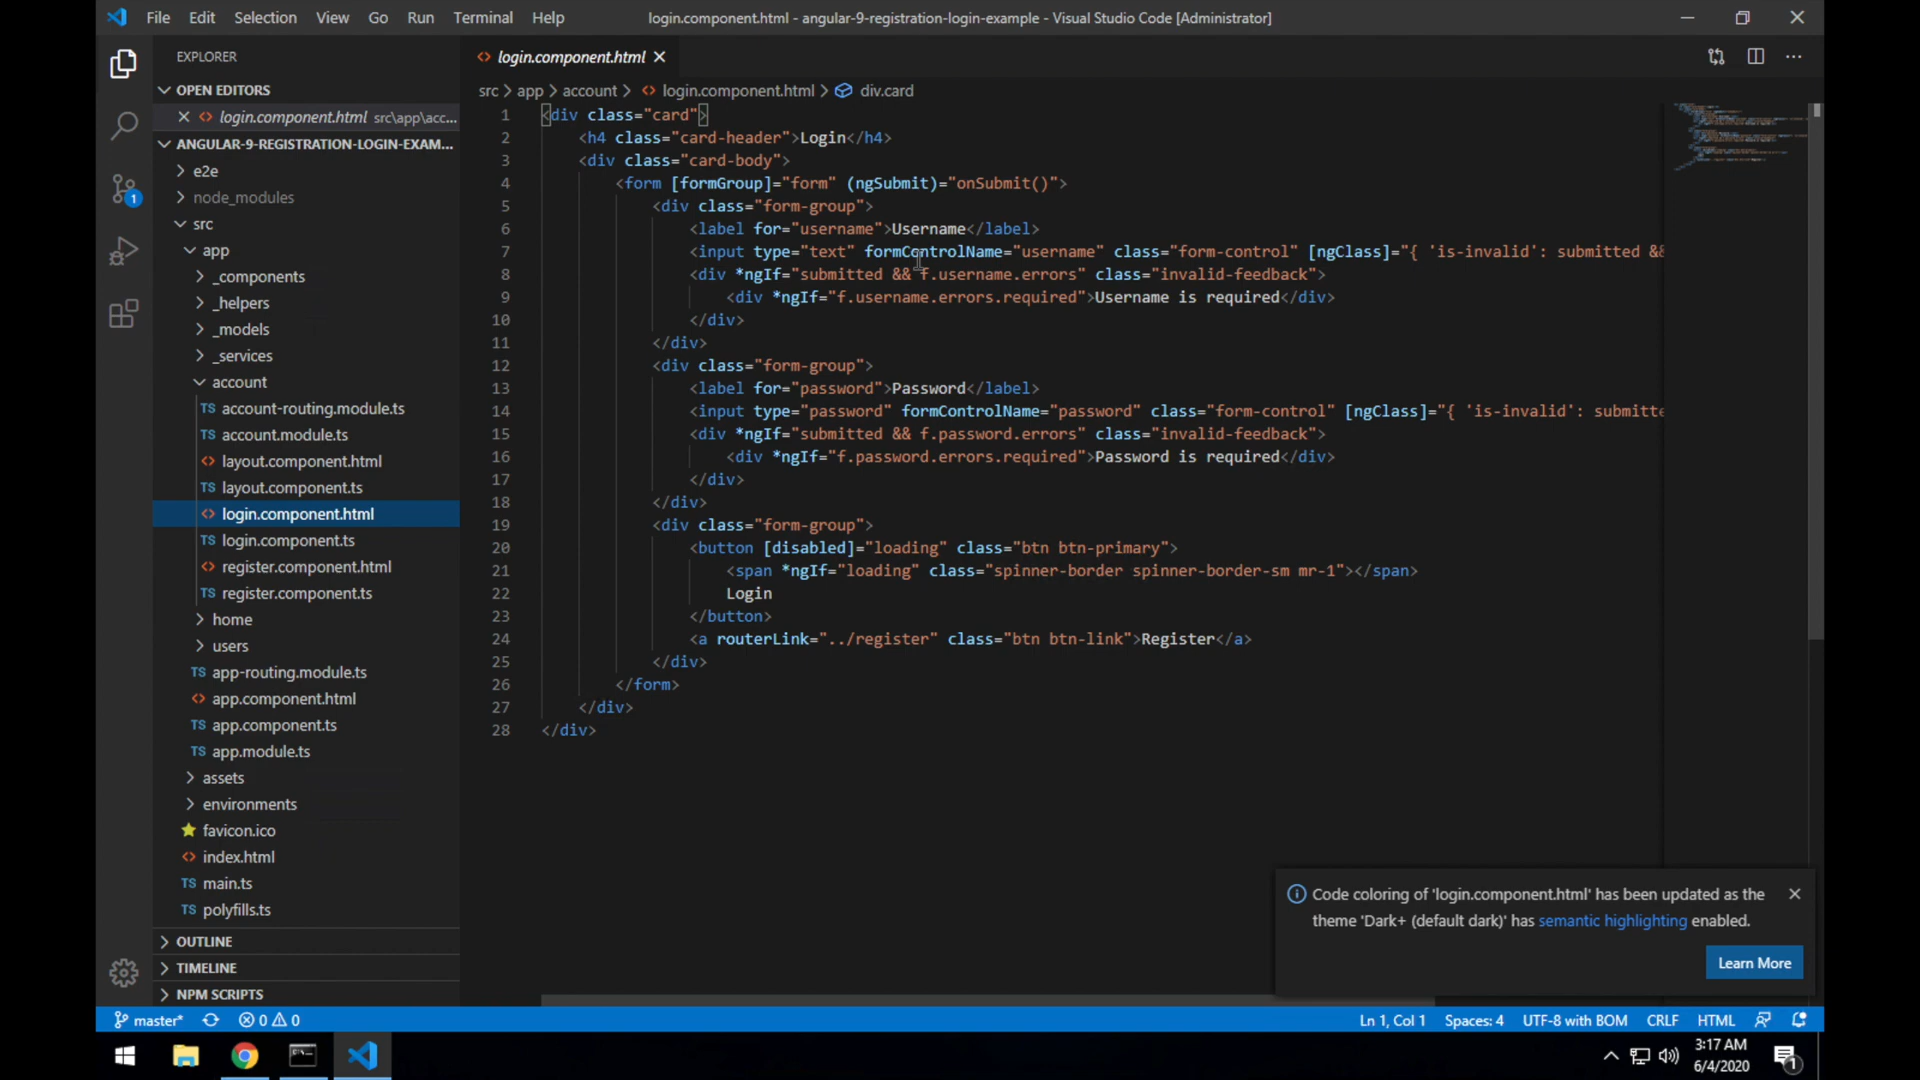 File Edit Selection View Go Run Terminal Help login.component.html - angular-9-registration-login-example - Visual Studio Code [Administrator]
EXPLORER
OPEN EDITORS
login.component.html src\app\acc...
ANGULAR-9-REGISTRATION-LOGIN-EXAM...
e2e
node_modules
src
app
_components
_helpers
_models
_services
account
TS account-routing.module.ts
TS account.module.ts
layout.component.html
TS layout.component.ts
login.component.html
TS login.component.ts
register.component.html
TS register.component.ts
home
users
TS app-routing.module.ts
app.component.html
TS app.component.ts
TS app.module.ts
assets
environments
favicon.ico
index.html
TS main.ts
TS polyfills.ts
OUTLINE
TIMELINE
NPM SCRIPTS
login.component.html
src > app > account > login.component.html > div.card
1 <div class="card">
2 <h4 class="card-header">Login</h4>
3 <div class="card-body">
4 <form [formGroup]="form" (ngSubmit)="onSubmit()">
5 <div class="form-group">
6 <label for="username">Username</label>
7 <input type="text" formControlName="username" class="form-control" [ngClass]="{ 'is-invalid': submitted &&
8 <div *ngIf="submitted && f.username.errors" class="invalid-feedback">
9 <div *ngIf="f.username.errors.required">Username is required</div>
10 </div>
11 </div>
12 <div class="form-group">
13 <label for="password">Password</label>
14 <input type="password" formControlName="password" class="form-control" [ngClass]="{ 'is-invalid': submitte
15 <div *ngIf="submitted && f.password.errors" class="invalid-feedback">
16 <div *ngIf="f.password.errors.required">Password is required</div>
17 </div>
18 </div>
19 <div class="form-group">
20 <button [disabled]="loading" class="btn btn-primary">
21 <span *ngIf="loading" class="spinner-border spinner-border-sm mr-1"></span>
22 Login
23 </button>
24 <a routerLink="../register" class="btn btn-link">Register</a>
25 </div>
26 </form>
27 </div>
28 </div>
Code coloring of 'login.component.html' has been updated as the
theme 'Dark+ (default dark)' has semantic highlighting enabled.
Learn More
1
master* 0 0 Ln 1, Col 1 Spaces: 4 UTF-8 with BOM CRLF HTML
3:17 AM
6/4/2020
1